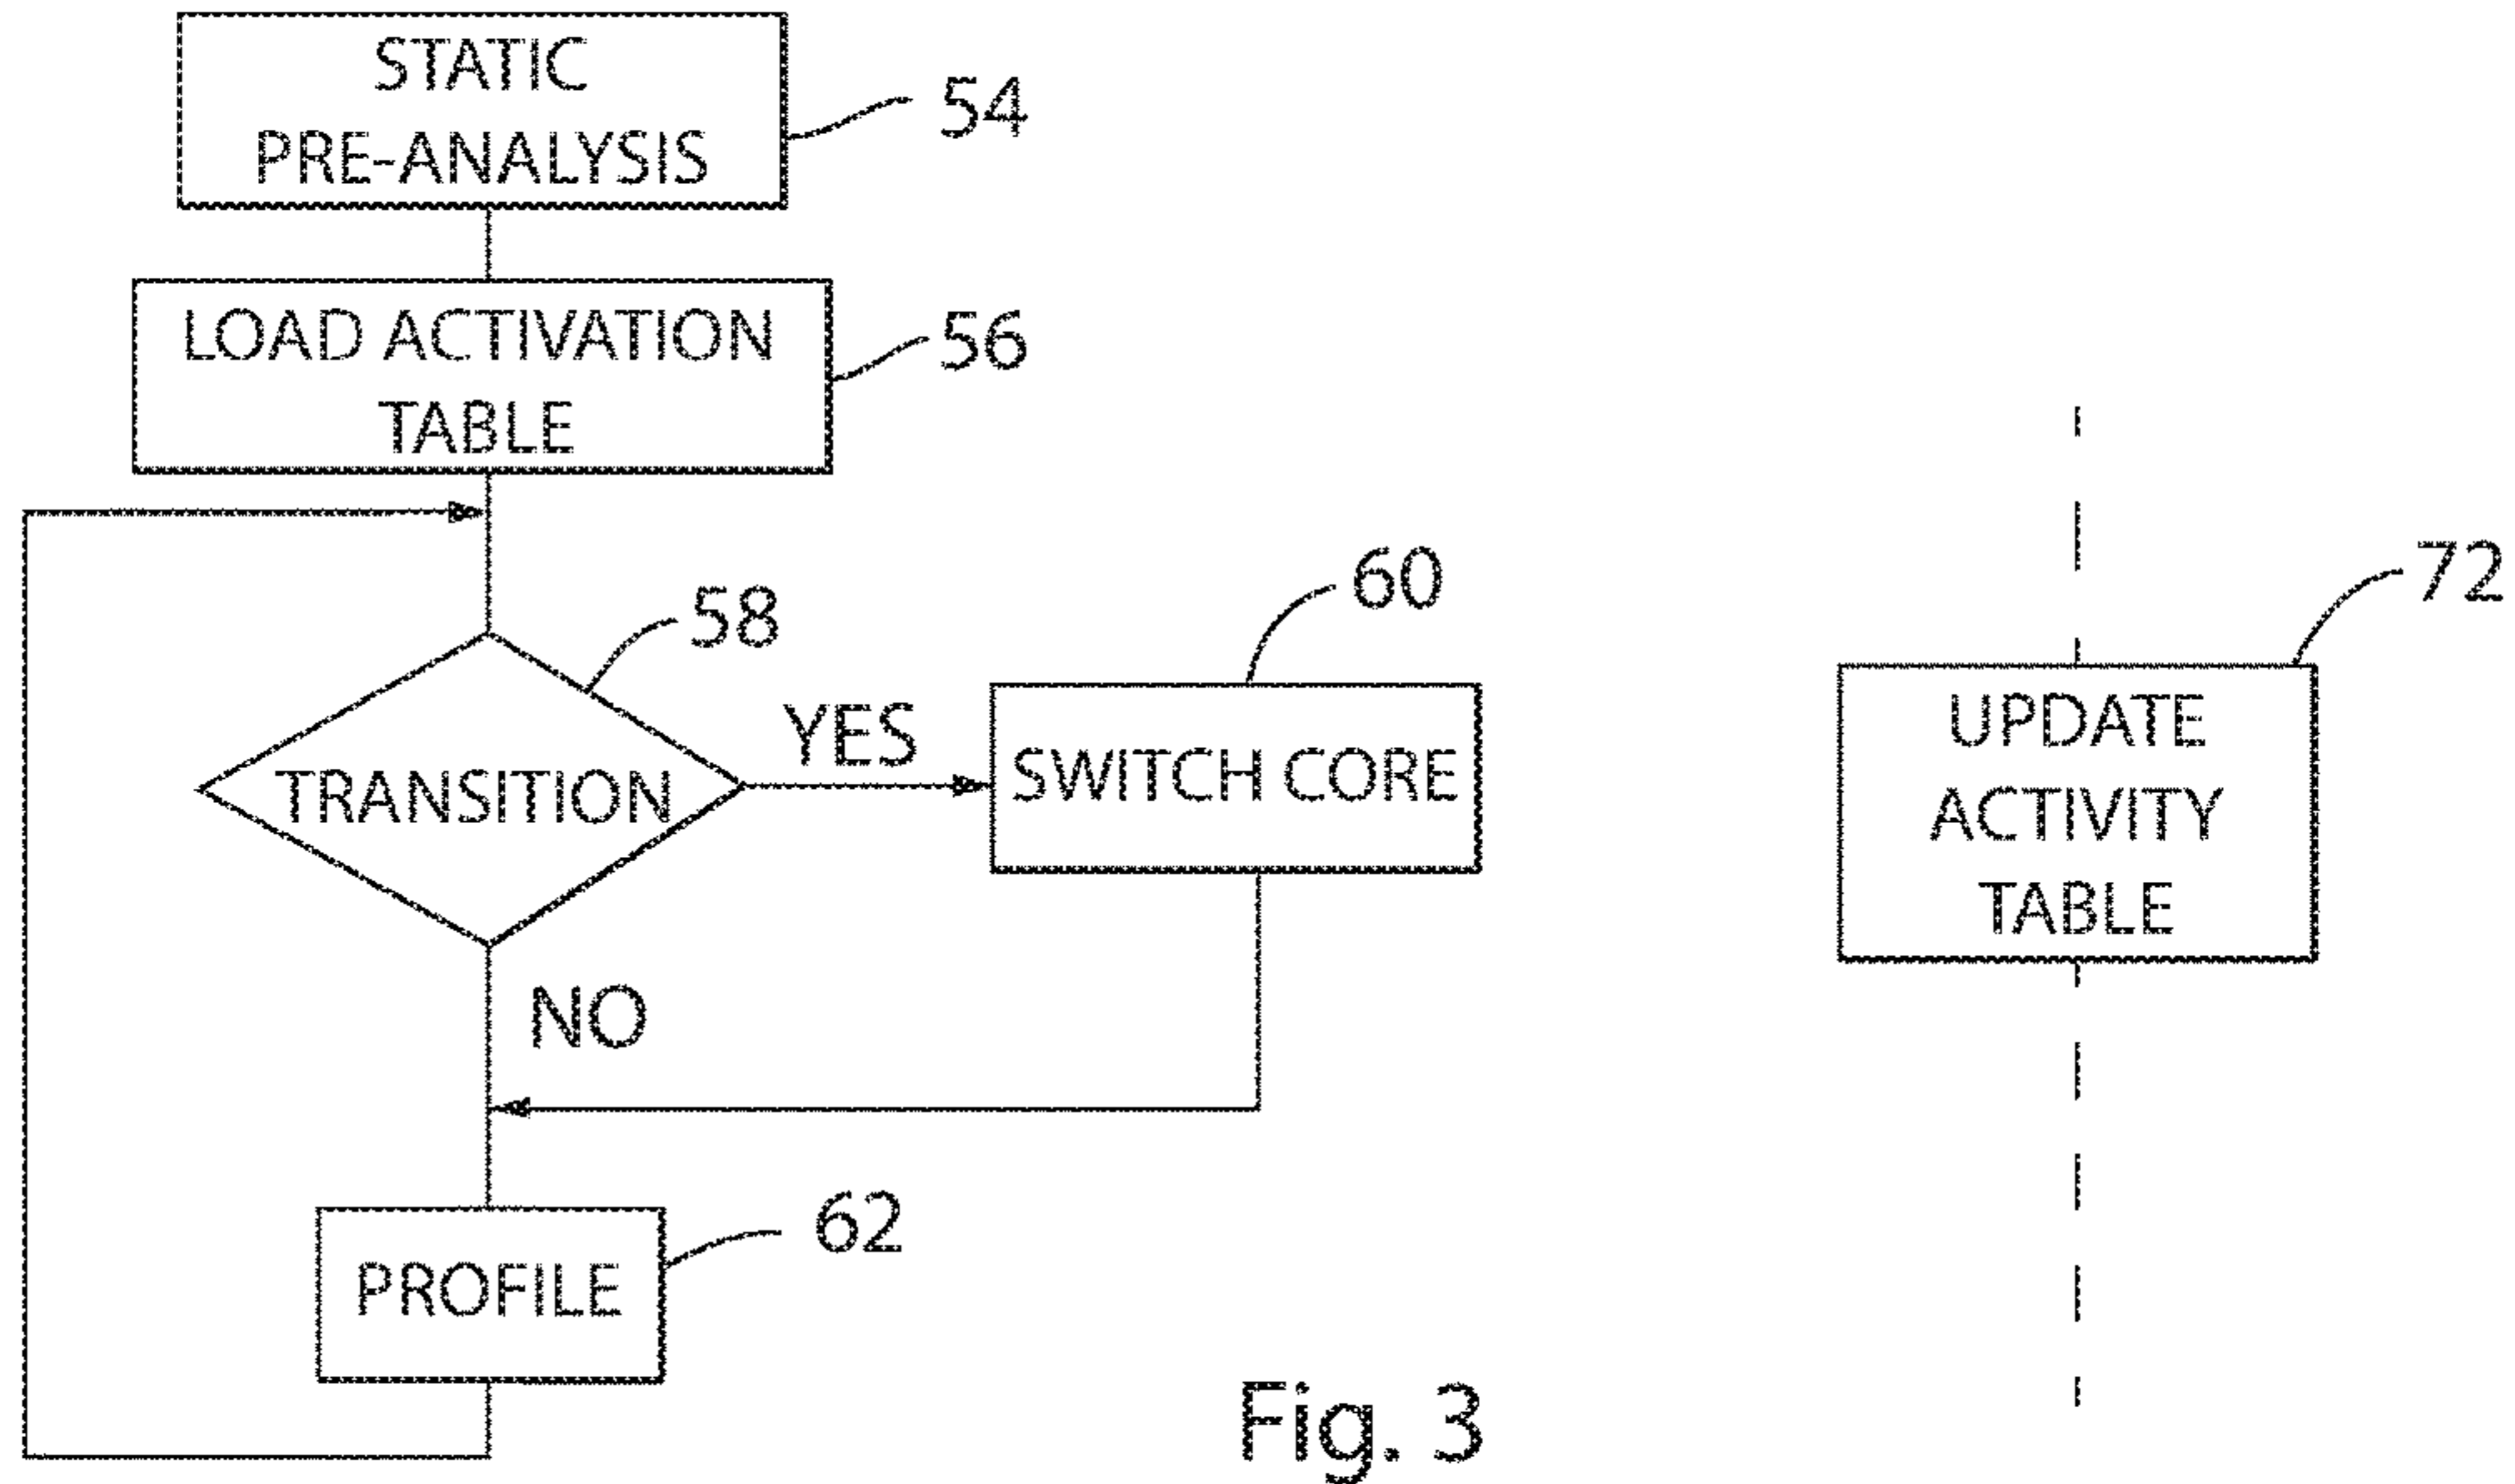 STATIC
PRE-ANALYSIS
54
LOAD ACTIVATION
TABLE
56
58
TRANSITION
YES
60
SWITCH CORE
NO
62
PROFILE
72
UPDATE
ACTIVITY
TABLE
Fig. 3